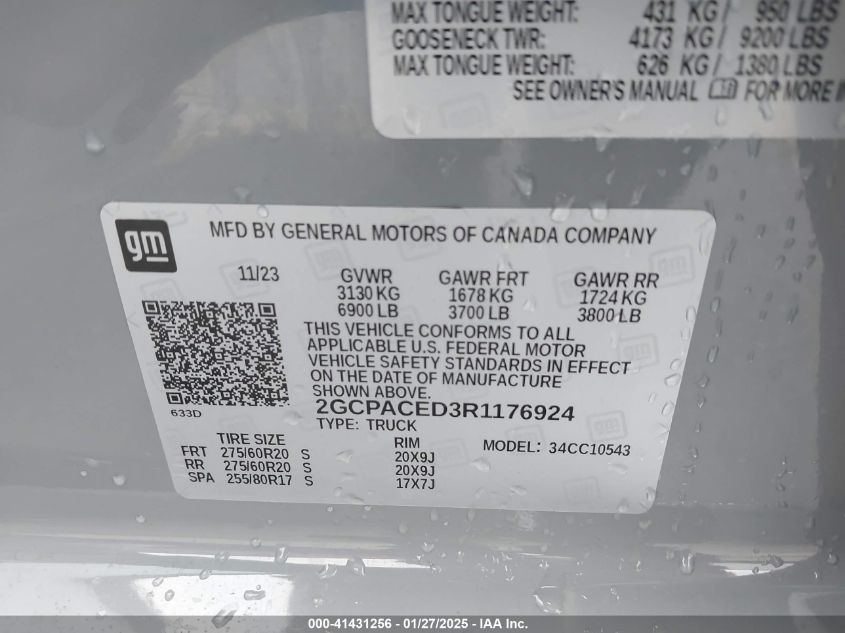 MAX TONGUE WEIGHT: 431 KG/ 950 LBS
GOOSENECK TWR: 4173 KG/ 9200 LBS
MAX TONGUE WEIGHT: 626 KG/ 1380 LBS
SEE OWNER'S MANUAL FOR MORE
gm
MFD BY GENERAL MOTORS OF CANADA COMPANY
11/23 GVWR GAWR FRT GAWR RR
3130 KG 1678 KG 1724 KG
6900 LB 3700 LB 3800 LB
THIS VEHICLE CONFORMS TO ALL
APPLICABLE U.S. FEDERAL MOTOR
VEHICLE SAFETY STANDARDS IN EFFECT
ON THE DATE OF MANUFACTURE
SHOWN ABOVE.
633D
2GCPACED3R1176924
TYPE: TRUCK
TIRE SIZE RIM MODEL: 34CC10543
FRT 275/60R20 S 20X9J
RR 275/60R20 S 20X9J
SPA 255/80R17 S 17X7J
000-41431256 - 01/27/2025 - IAA Inc.